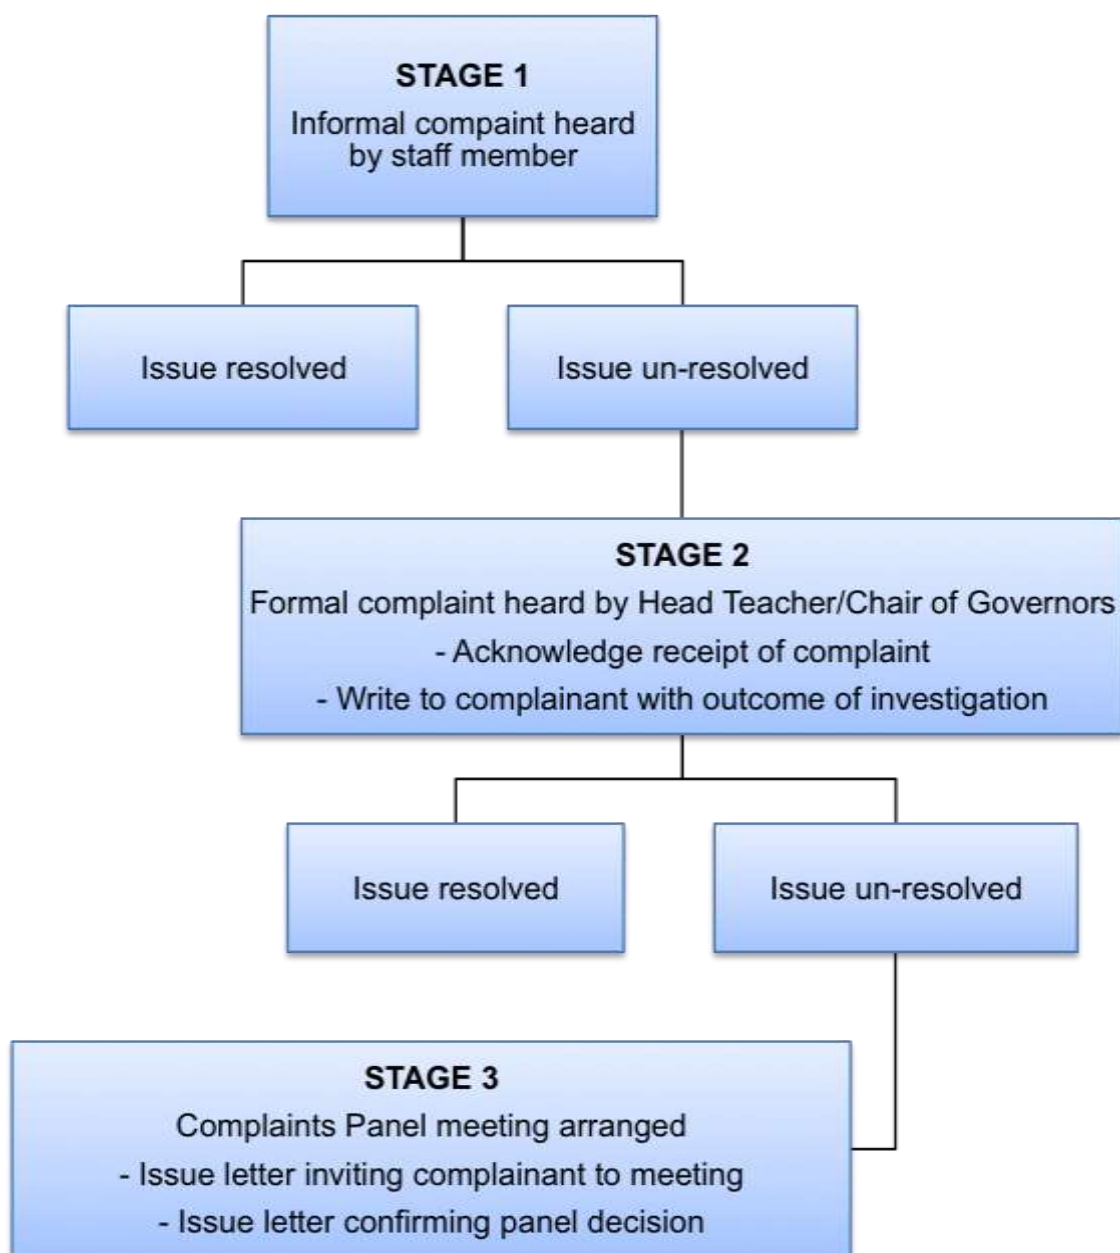 STAGE 1
Informal compaint heard
by staff member
Issue resolved
Issue un-resolved
STAGE 2
Formal complaint heard by Head Teacher/Chair of Governors
- Acknowledge receipt of complaint
- Write to complainant with outcome of investigation
Issue resolved
Issue un-resolved
STAGE 3
Complaints Panel meeting arranged
- Issue letter inviting complainant to meeting
- Issue letter confirming panel decision